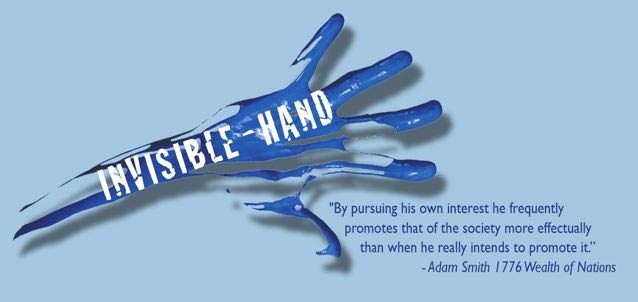 INVISIBLE-HAND
"By pursuing his own interest he frequently
promotes that of the society more effectually
than when he really intends to promote it.”
- Adam Smith 1776 Wealth of Nations